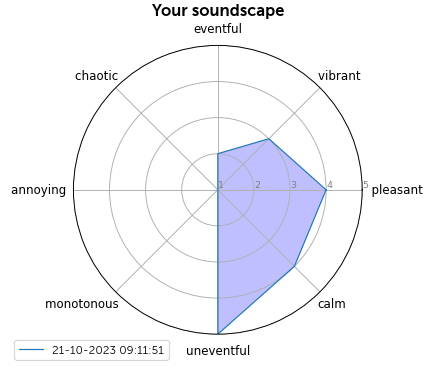 Your soundscape
eventful
chaotic
vibrant
annoying
1 2 3 4 5
pleasant
monotonous
calm
uneventful
21-10-2023 09:11:51